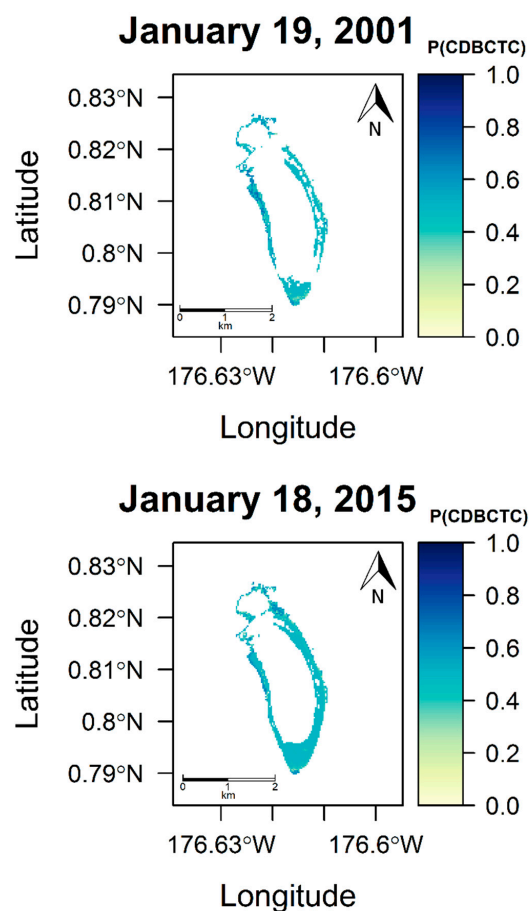 January 19, 2001
P(CDBCTC)
0.83°N
0.82°N
0.81°N
0.8°N
0.79°N
Latitude
N
0 1 2
km
1.0
0.8
0.6
0.4
0.2
0.0
176.63°W 176.6°W
Longitude
January 18, 2015
P(CDBCTC)
0.83°N
0.82°N
0.81°N
0.8°N
0.79°N
Latitude
N
0 1 2
km
1.0
0.8
0.6
0.4
0.2
0.0
176.63°W 176.6°W
Longitude